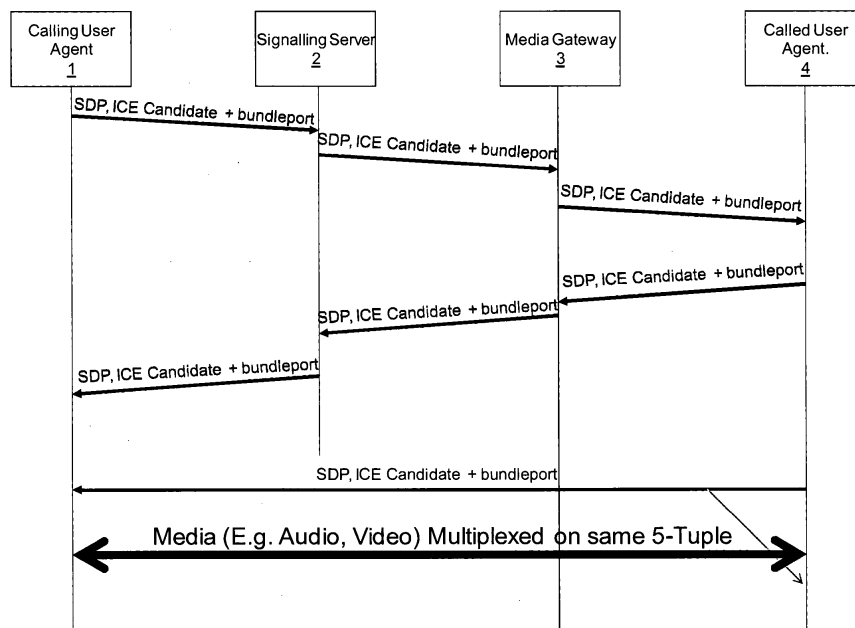 Calling User
Agent
1
Signalling Server
2
Media Gateway
3
Called User
Agent.
4
SDP, ICE Candidate + bundleport
SDP, ICE Candidate + bundleport
SDP, ICE Candidate + bundleport
SDP, ICE Candidate + bundleport
SDP, ICE Candidate + bundleport
SDP, ICE Candidate + bundleport
SDP, ICE Candidate + bundleport
Media (E.g. Audio, Video) Multiplexed on same 5-Tuple